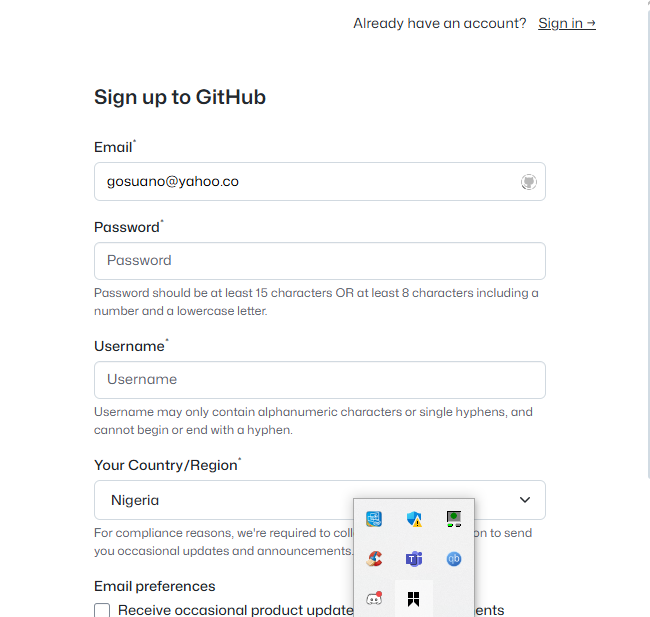 Already have an account? Sign in →
Sign up to GitHub
Email*
gosuano@yahoo.co
Password*
Password
Password should be at least 15 characters OR at least 8 characters including a
number and a lowercase letter.
Username*
Username
Username may only contain alphanumeric characters or single hyphens, and
cannot begin or end with a hyphen.
Your Country/Region*
Nigeria
For compliance reasons, we're required to coll on to send
you occasional updates and announcements.
Email preferences
Receive occasional product update ents
qb